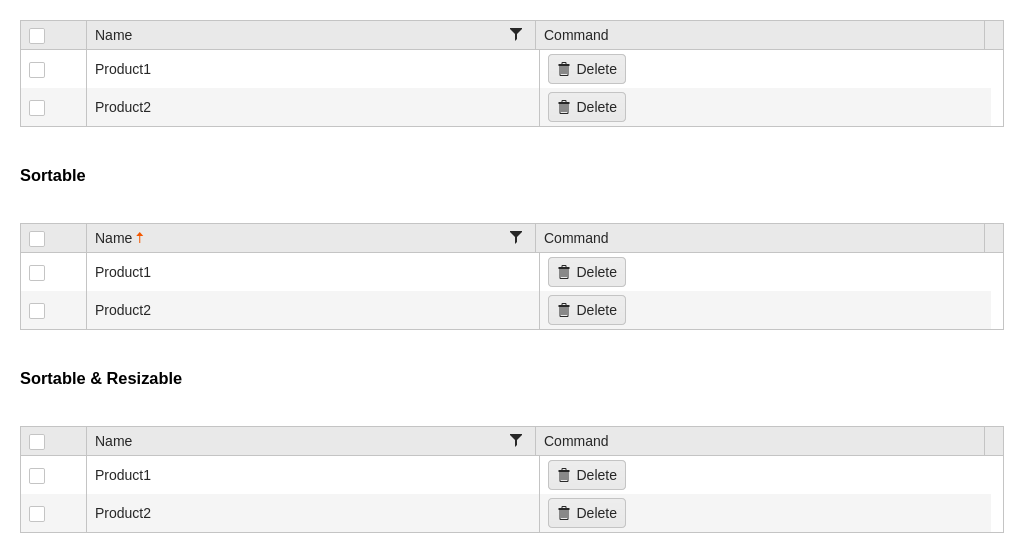 Name Command
Product1 Delete
Product2 Delete
Sortable
Name Command
Product1 Delete
Product2 Delete
Sortable & Resizable
Name Command
Product1 Delete
Product2 Delete